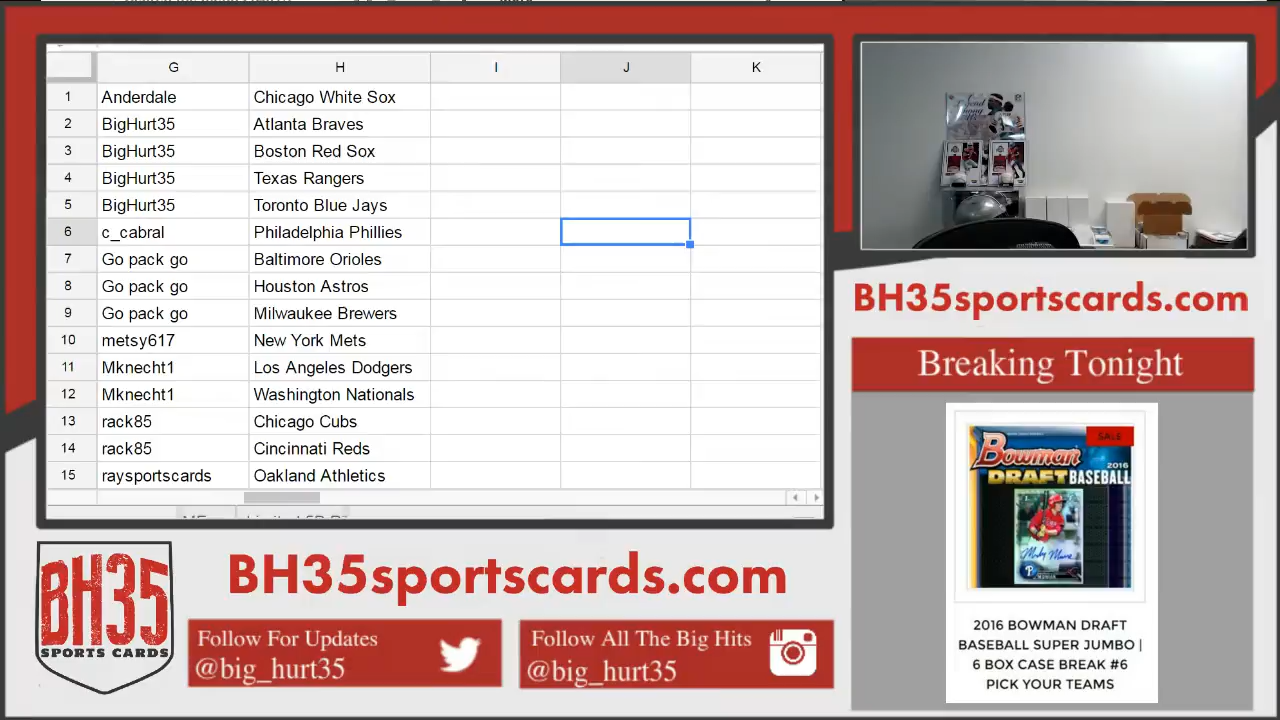 G H I J K
1 Anderdale Chicago White Sox
2 BigHurt35 Atlanta Braves
3 BigHurt35 Boston Red Sox
4 BigHurt35 Texas Rangers
5 BigHurt35 Toronto Blue Jays
6 c_cabral Philadelphia Phillies
7 Go pack go Baltimore Orioles
8 Go pack go Houston Astros
9 Go pack go Milwaukee Brewers
10 metsy617 New York Mets
11 Mknecht1 Los Angeles Dodgers
12 Mknecht1 Washington Nationals
13 rack85 Chicago Cubs
14 rack85 Cincinnati Reds
15 raysportscards Oakland Athletics
BH35sportscards.com
Breaking Tonight
SALE
Bowman
2016
DRAFT BASEBALL
2016 BOWMAN DRAFT
BASEBALL SUPER JUMBO |
6 BOX CASE BREAK #6
PICK YOUR TEAMS
BH35
SPORTS CARDS
BH35sportscards.com
Follow For Updates
@big_hurt35
Follow All The Big Hits
@big_hurt35